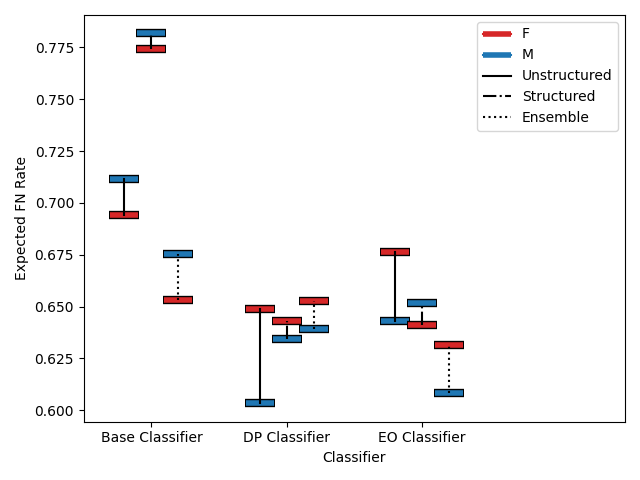 F
M
Unstructured
Structured
Ensemble
Expected FN Rate
0.775
0.750
0.725
0.700
0.675
0.650
0.625
0.600
Base Classifier DP Classifier EO Classifier
Classifier